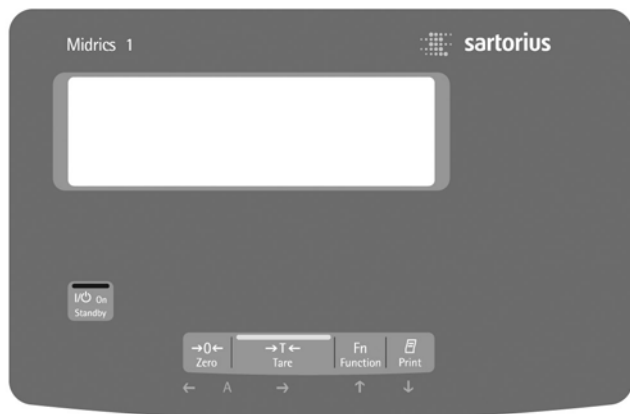 Midrics 1
sartorius
I/⏻ On
Standby
→0←
Zero
→T←
Tare
Fn
Function
Print
← A → ↑ ↓